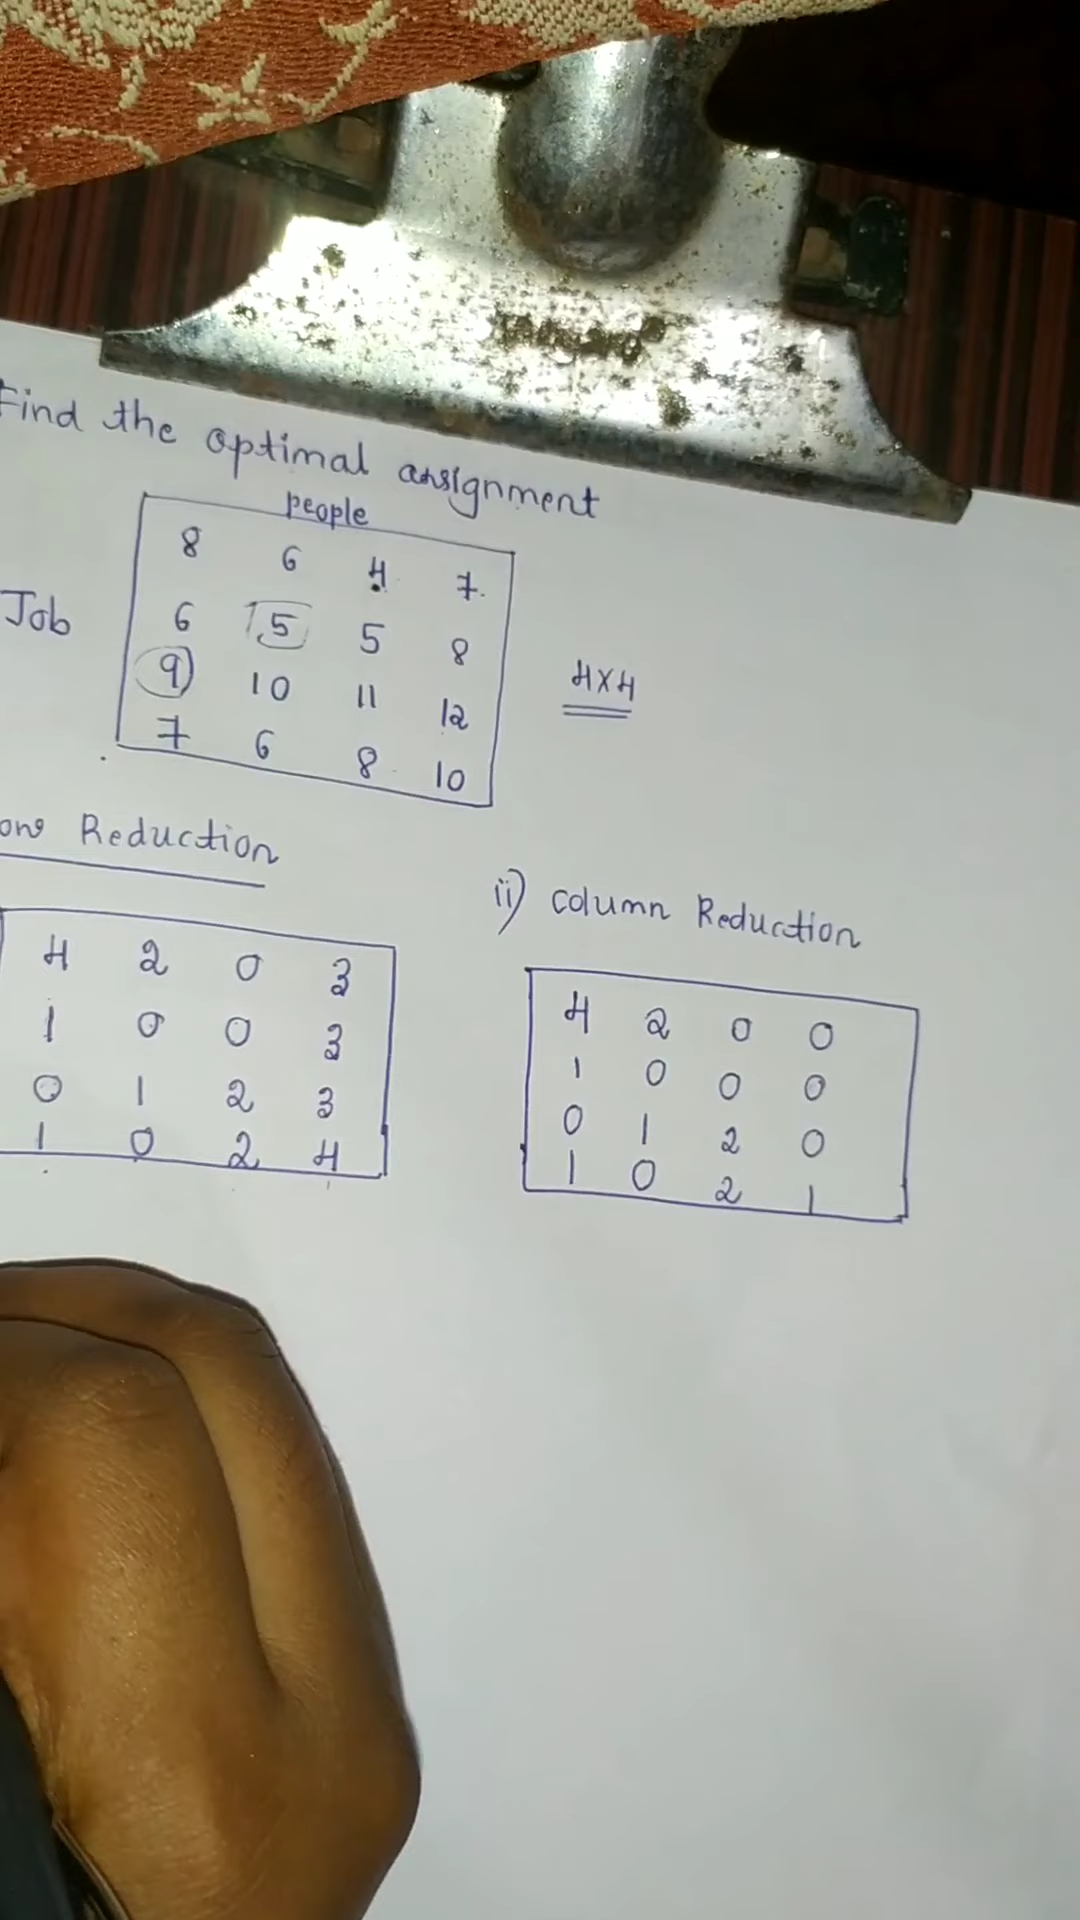 Find the optimal assignment
people
8 6 4 7
Job
6 5 5 8
9 10 11 12
4x4
7 6 8 10
Reduction
ii) Column Reduction
4 2 0 3
1 0 0 3
0 1 2 3
1 0 2 4
4 2 0 0
1 0 0 0
0 1 2 0
1 0 2 1